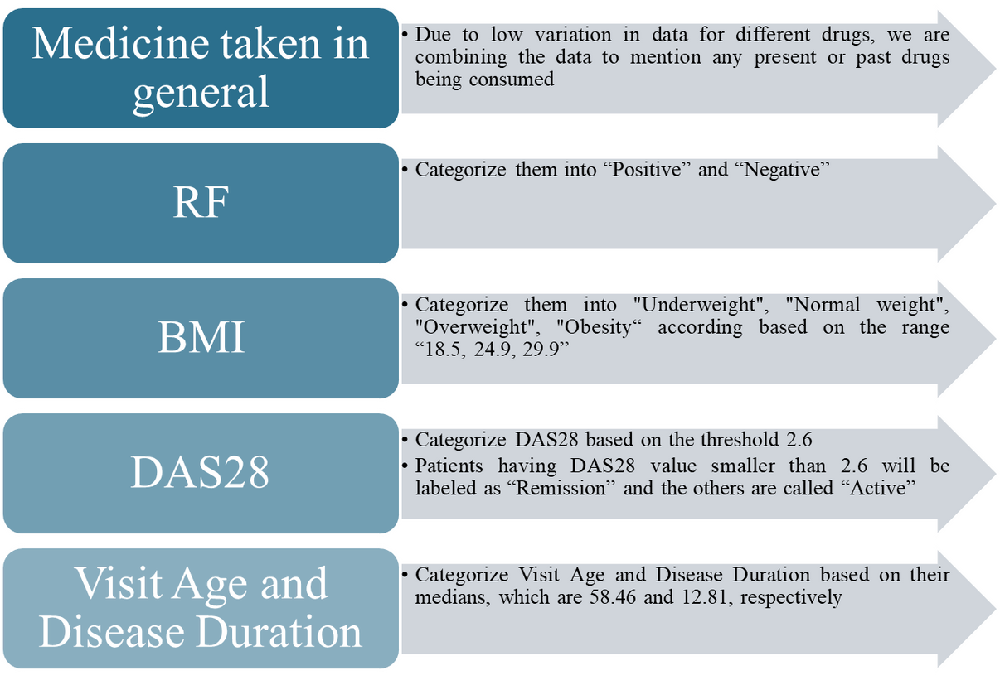 Medicine taken in
general
• Due to low variation in data for different drugs, we are
combining the data to mention any present or past drugs
being consumed
RF
• Categorize them into “Positive” and “Negative”
BMI
• Categorize them into "Underweight", "Normal weight",
"Overweight", "Obesity“ according based on the range
“18.5, 24.9, 29.9”
DAS28
• Categorize DAS28 based on the threshold 2.6
• Patients having DAS28 value smaller than 2.6 will be
labeled as “Remission” and the others are called “Active”
Visit Age and
Disease Duration
• Categorize Visit Age and Disease Duration based on their
medians, which are 58.46 and 12.81, respectively